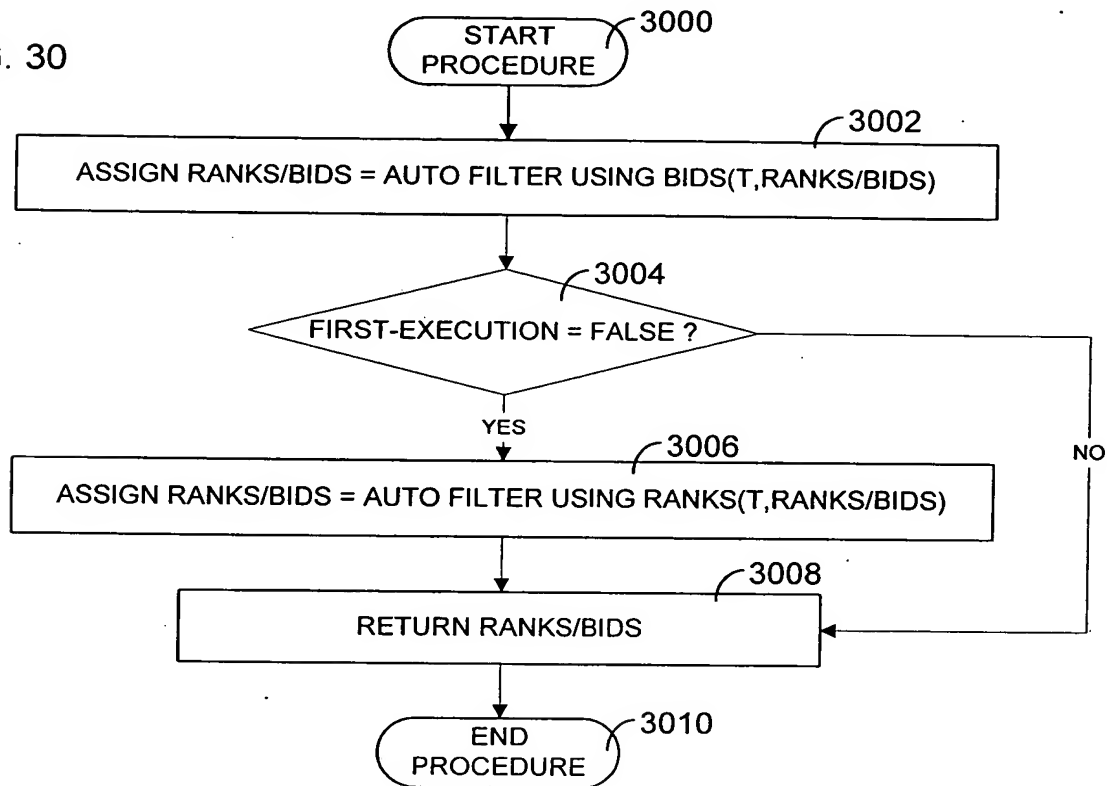 . 30
START
PROCEDURE
3000
3002
ASSIGN RANKS/BIDS = AUTO FILTER USING BIDS(T,RANKS/BIDS)
3004
FIRST-EXECUTION = FALSE ?
YES
NO
3006
ASSIGN RANKS/BIDS = AUTO FILTER USING RANKS(T,RANKS/BIDS)
3008
RETURN RANKS/BIDS
END
PROCEDURE
3010